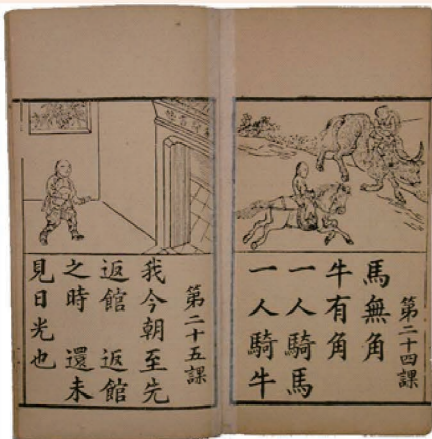 第二十四課
馬無角
牛有角
一人騎馬
一人騎牛
第二十五課
我今朝至先
返館 返館
之時 還未
見日光也